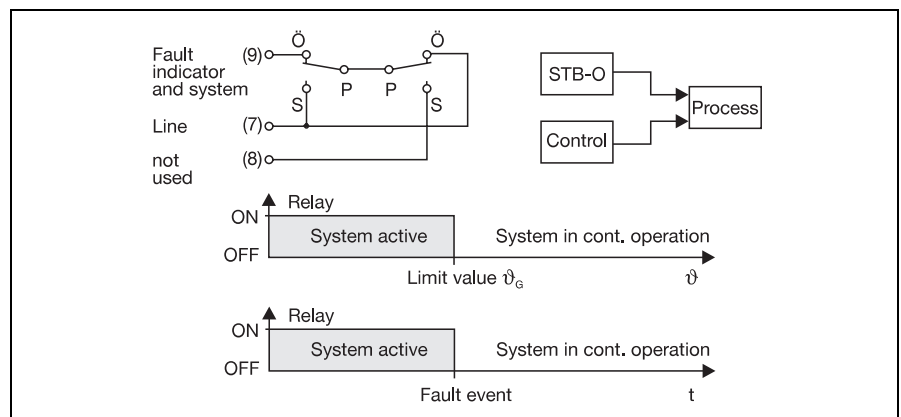 Fault
indicator
and system
(9)
Ö
Ö
S
P
P
S
Line
(7)
not
used
(8)
STB-O
Control
Process
Relay
ON
System active
System in cont. operation
OFF
Limit value ϑG
ϑ
Relay
ON
System active
System in cont. operation
OFF
Fault event
t